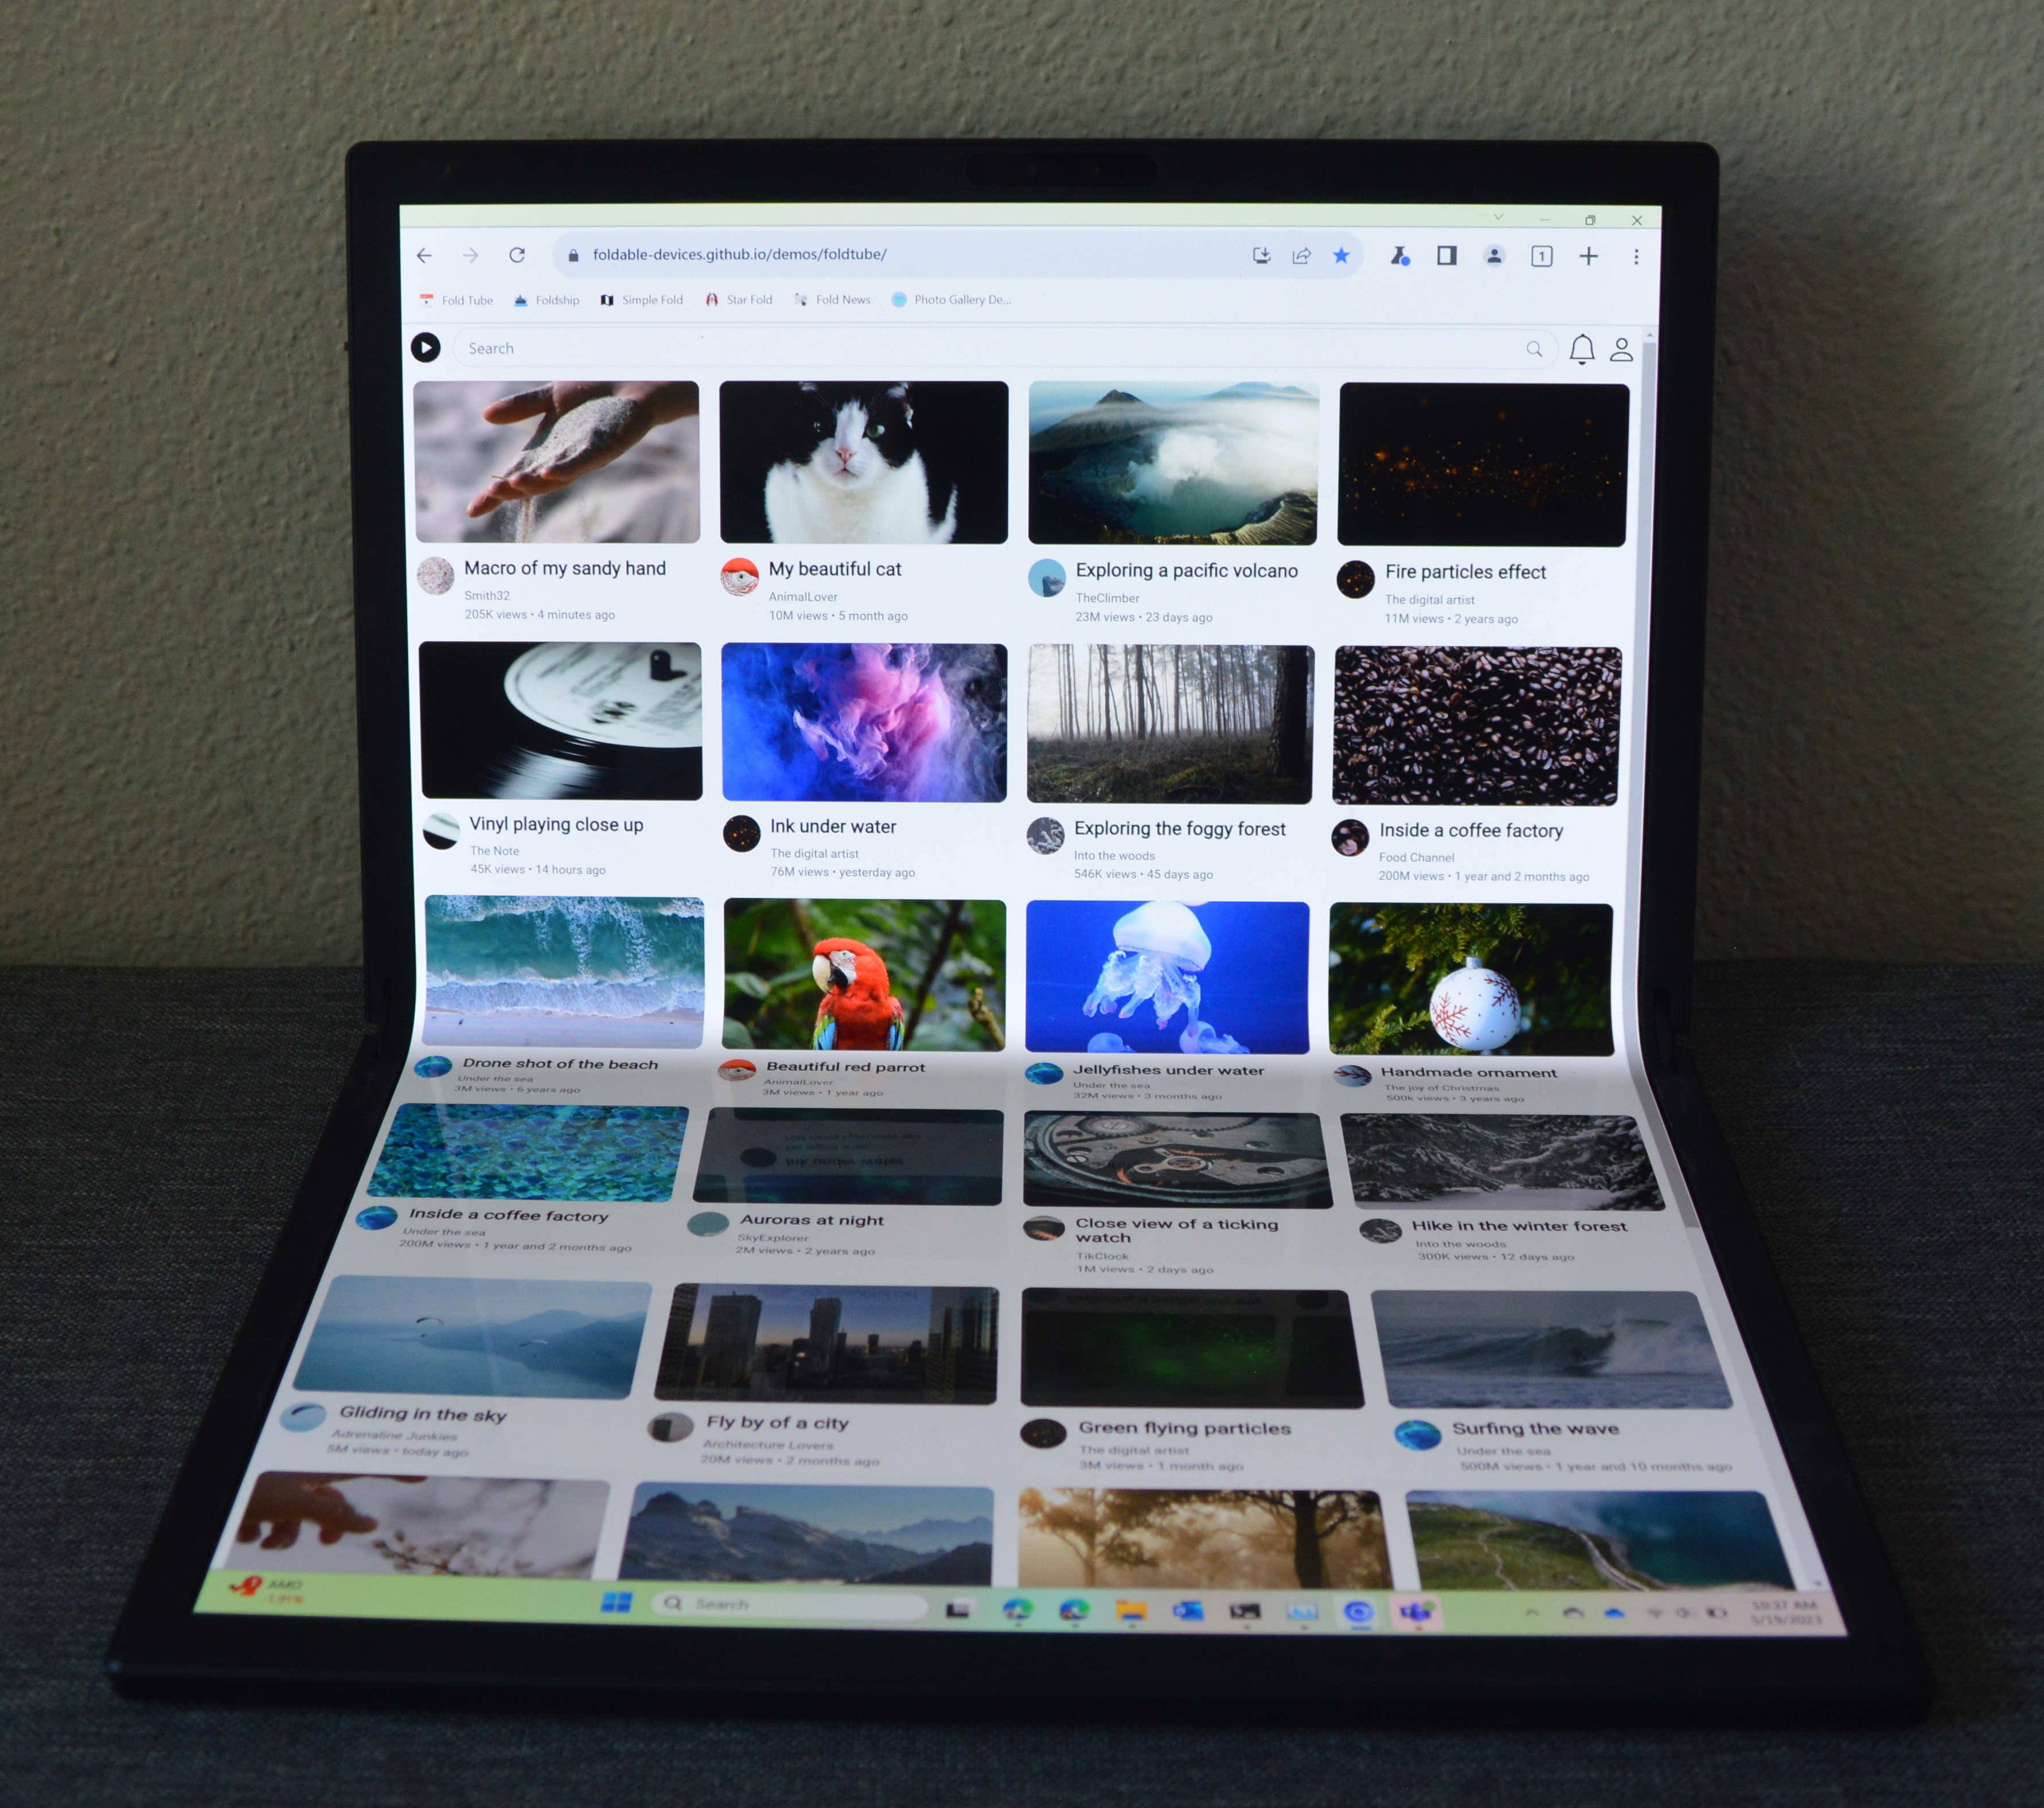 foldable-devices.github.io/demos/foldtube/
1
Fold Tube Foldship Simple Fold Star Fold Fold News Photo Gallery De...
Search
Macro of my sandy hand
Smith32
205K views • 4 minutes ago
My beautiful cat
AnimalLover
10M views • 5 month ago
Exploring a pacific volcano
TheClimber
23M views • 23 days ago
Fire particles effect
The digital artist
11M views • 2 years ago
Vinyl playing close up
The Note
45K views • 14 hours ago
Ink under water
The digital artist
76M views • yesterday ago
Exploring the foggy forest
Into the woods
546K views • 45 days ago
Inside a coffee factory
Food Channel
200M views • 1 year and 2 months ago
Drone shot of the beach
Under the sea
3M views • 6 years ago
Beautiful red parrot
AnimalLover
3M views • 1 year ago
Jellyfishes under water
Under the sea
32M views • 3 months ago
Handmade ornament
The joy of Christmas
500k views • 3 years ago
Inside a coffee factory
Under the sea
200M views • 1 year and 2 months ago
Auroras at night
SkyExplorer
2M views • 2 years ago
Close view of a ticking
watch
TikClock
1M views • 2 days ago
Hike in the winter forest
Into the woods
300K views • 12 days ago
Gliding in the sky
Adrenaline Junkies
5M views • today ago
Fly by of a city
Architecture Lovers
20M views • 2 months ago
Green flying particles
The digital artist
3M views • 1 month ago
Surfing the wave
Under the sea
500M views • 1 year and 10 months ago
AMD
Search
10:37 AM
5/19/2023